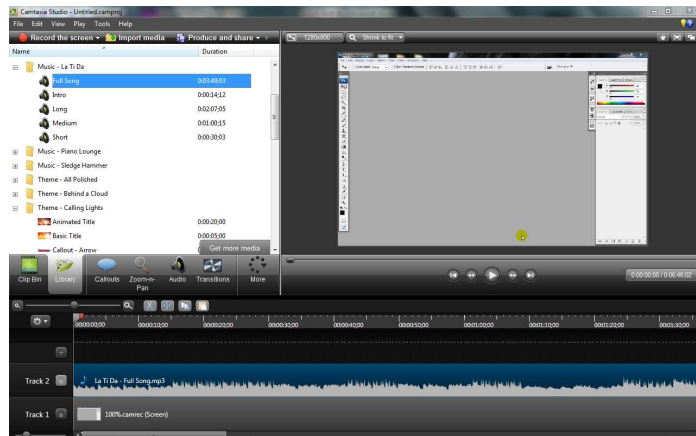 Camtasia Studio - Untitled.camproj
File Edit View Play Tools Help
Record the screen Import media Produce and share
1280x800 Shrink to fit
Name Duration
Music - La Ti Da
Full Song 0:03:49;03
Intro 0:00:14;12
Long 0:02:07;05
Medium 0:01:00;15
Short 0:00:30;03
Music - Piano Lounge
Music - Sledge Hammer
Theme - All Polished
Theme - Behind a Cloud
Theme - Calling Lights
Animated Title 0:00:20;00
Basic Title 0:00:05;00
Callout - Arrow
Get more media
Clip Bin Library Callouts Zoom-n-Pan Audio Transitions More
0:00:00;00 / 0:06:46;02
00:00:00;00 00:00:10;00 00:00:20;00 00:00:30;00 00:00:40;00 00:00:50;00 00:01:00;00 00:01:10;00 00:01:20;00 00:01:30;00
Track 2 La Ti Da - Full Song.mp3
Track 1 100%.camrec (Screen)